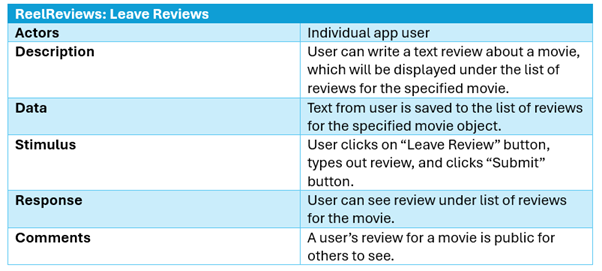 ReelReviews: Leave Reviews
Actors
Individual app user
Description
User can write a text review about a movie,
which will be displayed under the list of
reviews for the specified movie.
Data
Text from user is saved to the list of reviews
for the specified movie object.
Stimulus
User clicks on “Leave Review” button,
types out review, and clicks “Submit”
button.
Response
User can see review under list of reviews
for the movie.
Comments
A user’s review for a movie is public for
others to see.